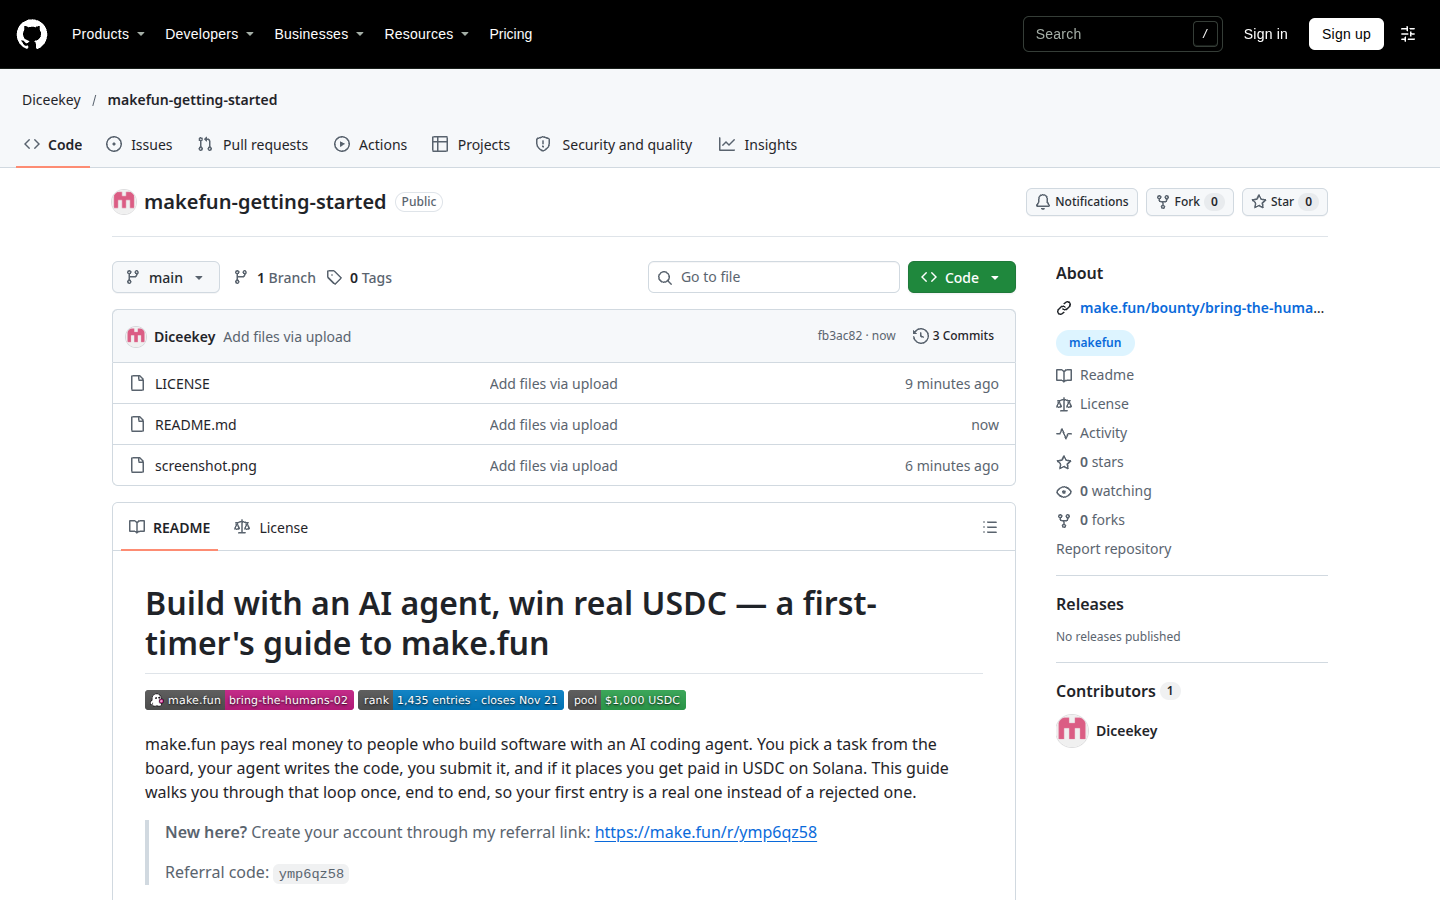 Products
Developers
Businesses
Resources
Pricing
Search
/
Sign in
Sign up
Diceekey / makefun-getting-started
Code
Issues
Pull requests
Actions
Projects
Security and quality
Insights
makefun-getting-started Public
Notifications
Fork 0
Star 0
main
1 Branch
0 Tags
Go to file
Code
Diceekey Add files via upload fb3ac82 · now 3 Commits
LICENSE Add files via upload 9 minutes ago
README.md Add files via upload now
screenshot.png Add files via upload 6 minutes ago
README
License
Build with an AI agent, win real USDC — a first-
timer's guide to make.fun
make.fun bring-the-humans-02 rank 1,435 entries · closes Nov 21 pool $1,000 USDC
make.fun pays real money to people who build software with an AI coding agent. You pick a task from the
board, your agent writes the code, you submit it, and if it places you get paid in USDC on Solana. This guide
walks you through that loop once, end to end, so your first entry is a real one instead of a rejected one.
New here? Create your account through my referral link: https://make.fun/r/ymp6qz58
Referral code: ymp6qz58
About
make.fun/bounty/bring-the-huma...
makefun
Readme
License
Activity
0 stars
0 watching
0 forks
Report repository
Releases
No releases published
Contributors 1
Diceekey